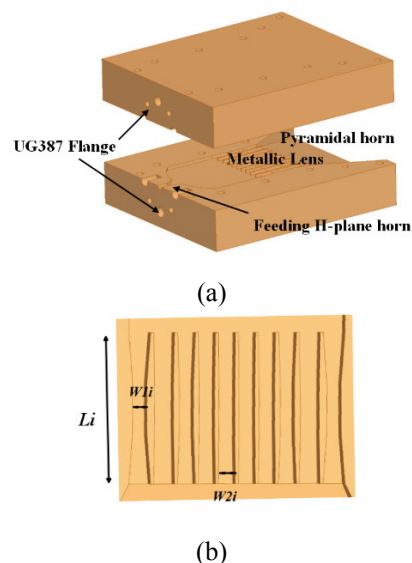 Pyramidal horn
UG387 Flange
Metallic Lens
Feeding H-plane horn
(a)
W1i
Li
W2i
(b)